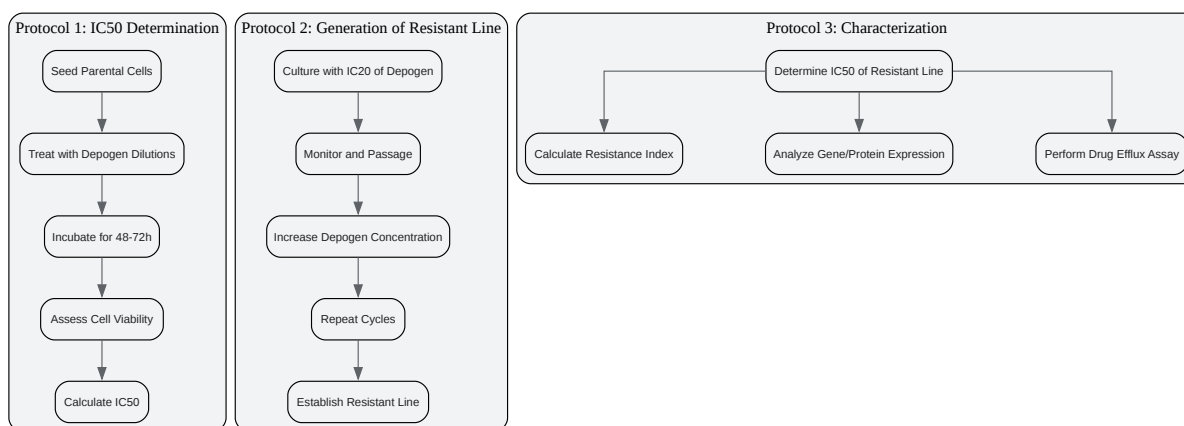 Protocol 1: IC50 Determination
Seed Parental Cells
Treat with Depogen Dilutions
Incubate for 48-72h
Assess Cell Viability
Calculate IC50
Protocol 2: Generation of Resistant Line
Culture with IC20 of Depogen
Monitor and Passage
Increase Depogen Concentration
Repeat Cycles
Establish Resistant Line
Protocol 3: Characterization
Determine IC50 of Resistant Line
Calculate Resistance Index
Analyze Gene/Protein Expression
Perform Drug Efflux Assay